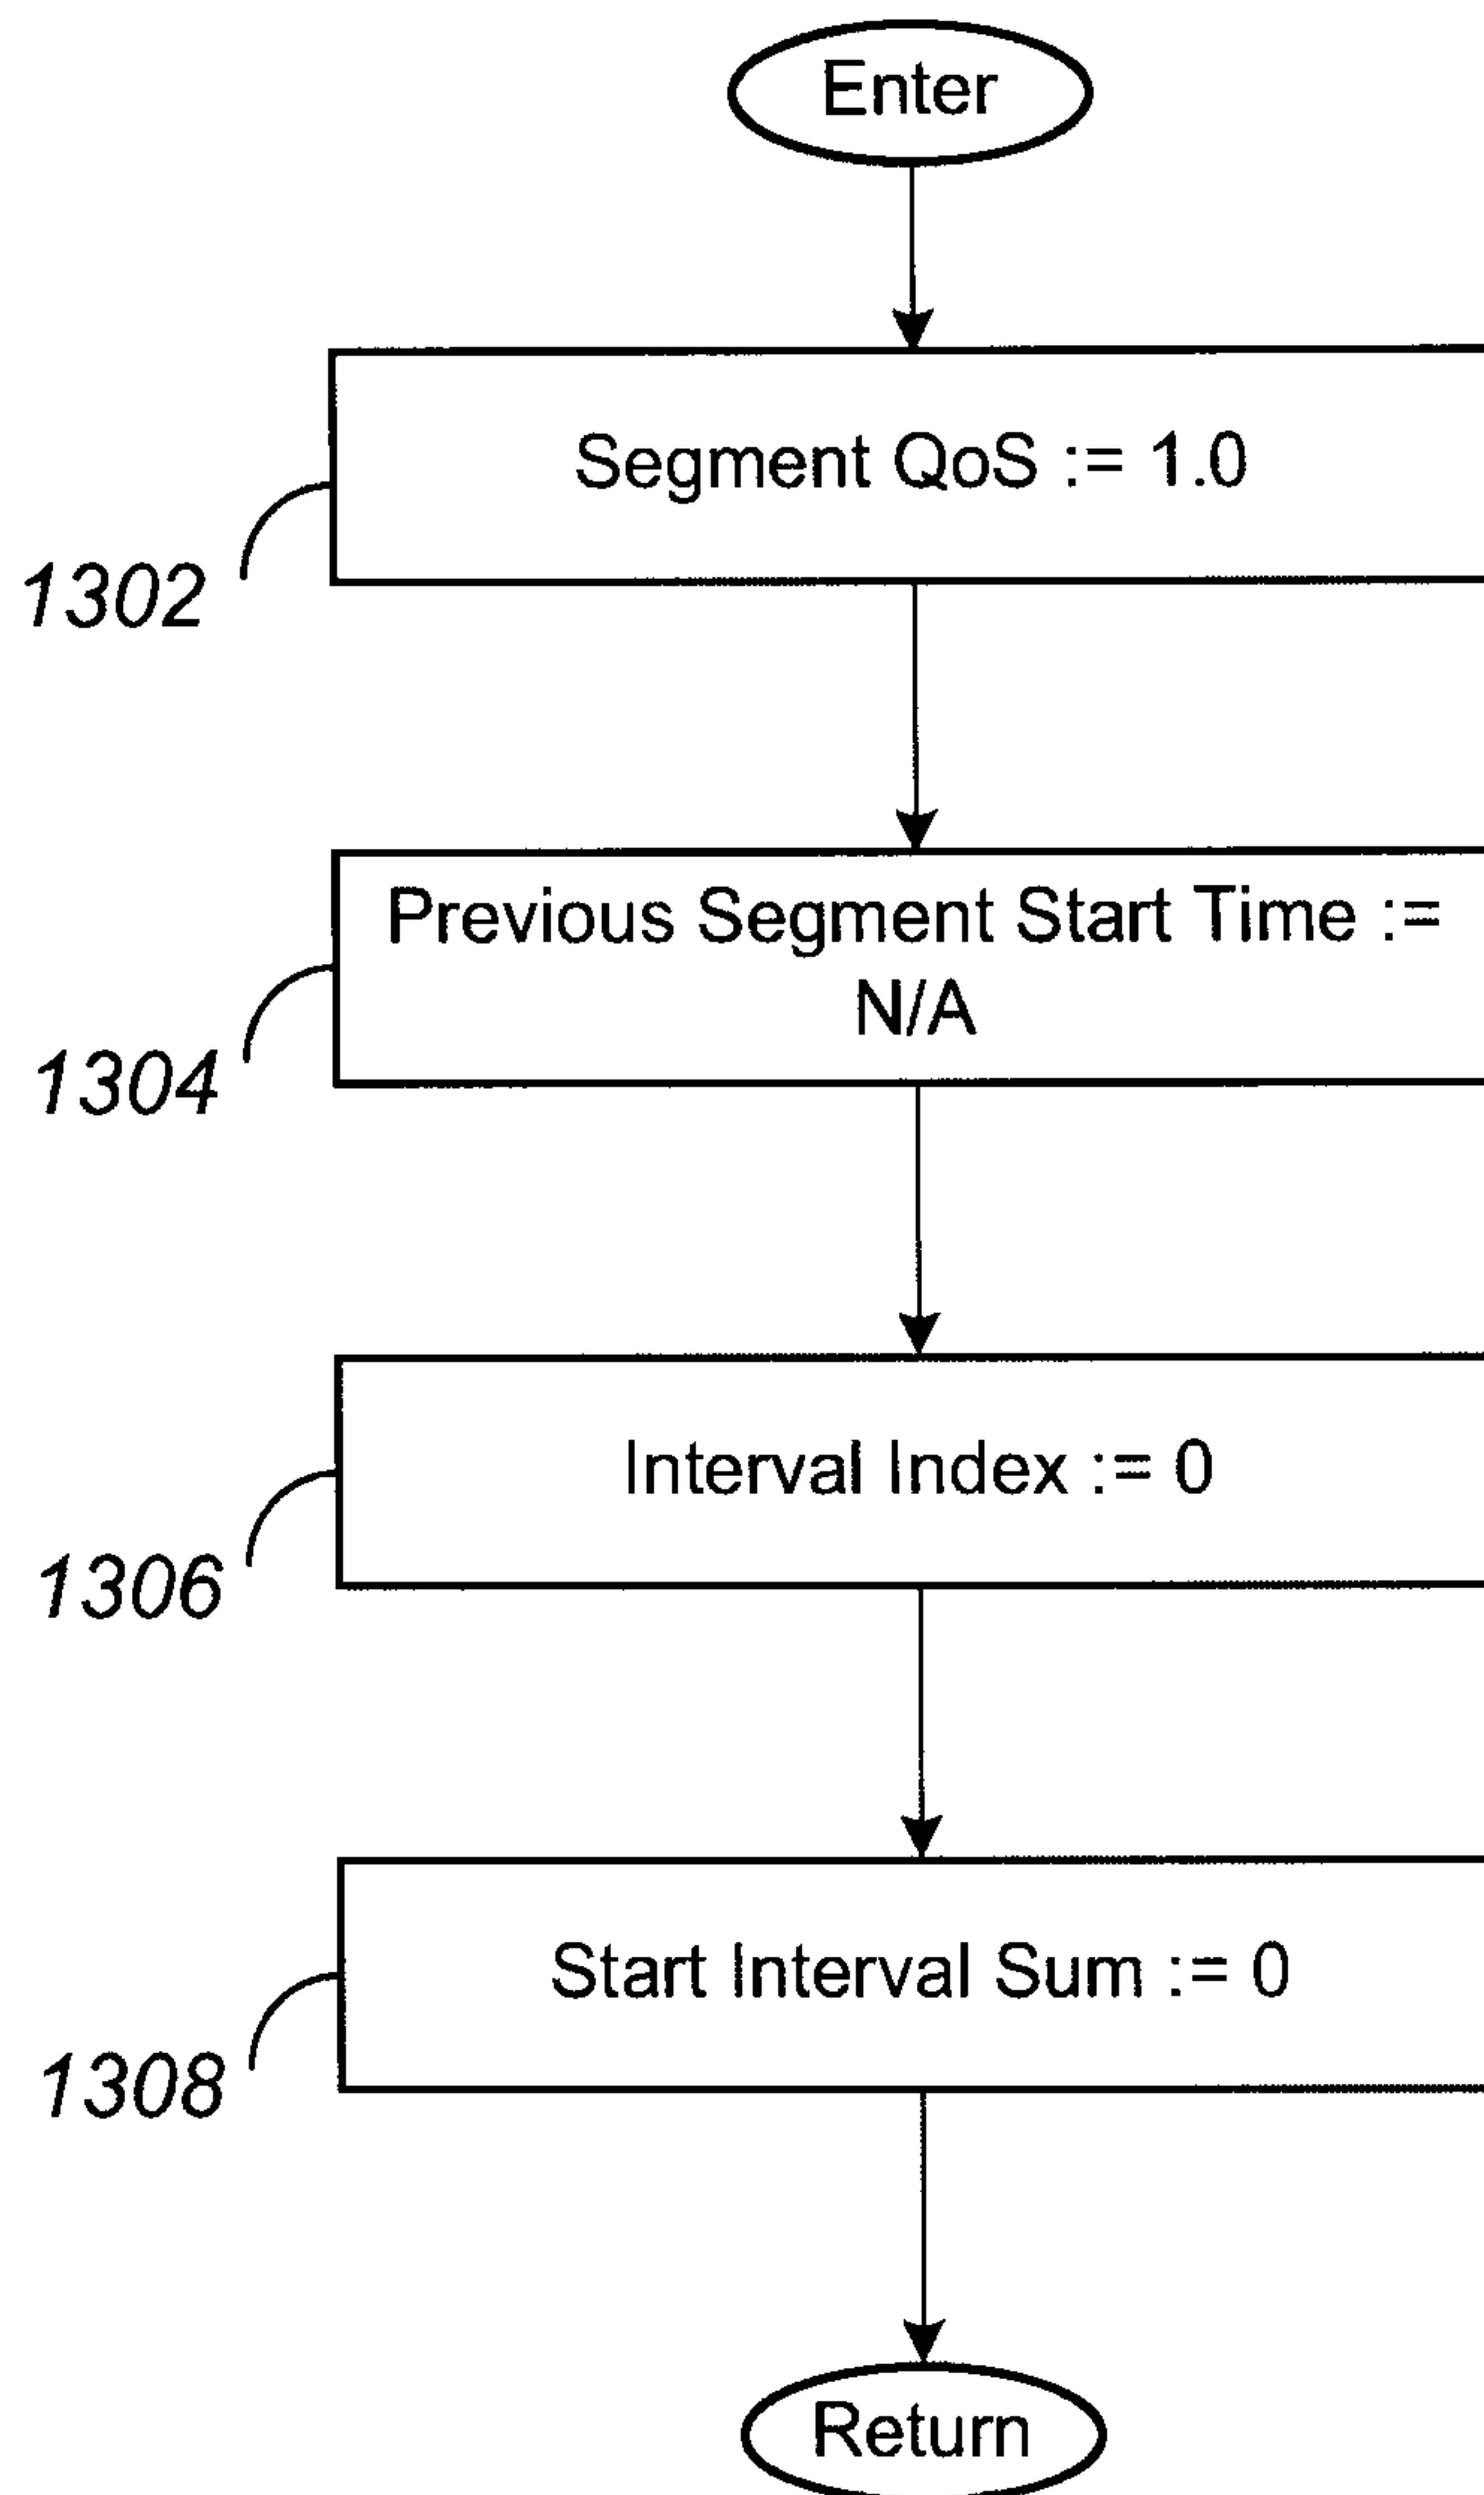 Enter
Segment QoS := 1.0
1302
Previous Segment Start Time :=
N/A
1304
Interval Index := 0
1306
Start Interval Sum := 0
1308
Return